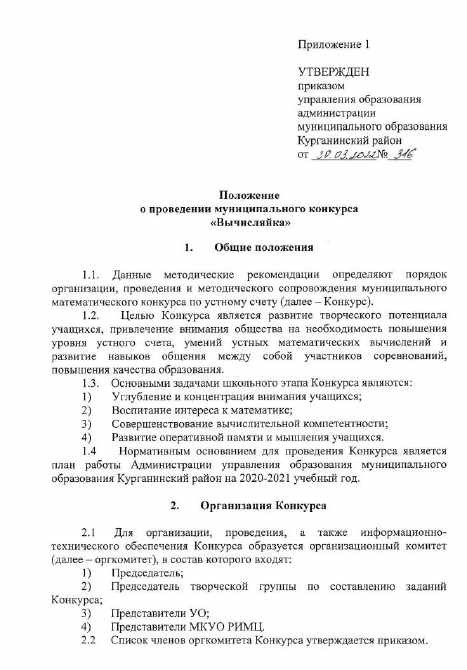 Приложение 1
УТВЕРЖДЕН
приказом
управления образования
администрации
муниципального образования
Курганинский район
от 30.03.2022 № 316
Положение
о проведении муниципального конкурса
«Вычисляйка»
1. Общие положения
1.1. Данные методические рекомендации определяют порядок
организации, проведения и методического сопровождения муниципального
математического конкурса по устному счету (далее – Конкурс).
1.2. Целью Конкурса является развитие творческого потенциала
учащихся, привлечение внимания общества на необходимость повышения
уровня устного счета, умений устных математических вычислений и
развитие навыков общения между собой участников соревнований,
повышения качества образования.
1.3. Основными задачами школьного этапа Конкурса являются:
1) Углубление и концентрация внимания учащихся;
2) Воспитание интереса к математике;
3) Совершенствование вычислительной компетентности;
4) Развитие оперативной памяти и мышления учащихся.
1.4 Нормативным основанием для проведения Конкурса является
план работы Администрации управления образования муниципального
образования Курганинский район на 2020-2021 учебный год.
2. Организация Конкурса
2.1 Для организации, проведения, а также информационно-
технического обеспечения Конкурса образуется организационный комитет
(далее – оргкомитет), в состав которого входят:
1) Председатель;
2) Председатель творческой группы по составлению заданий
Конкурса;
3) Представители УО;
4) Представители МКУО РИМЦ.
2.2 Список членов оргкомитета Конкурса утверждается приказом.